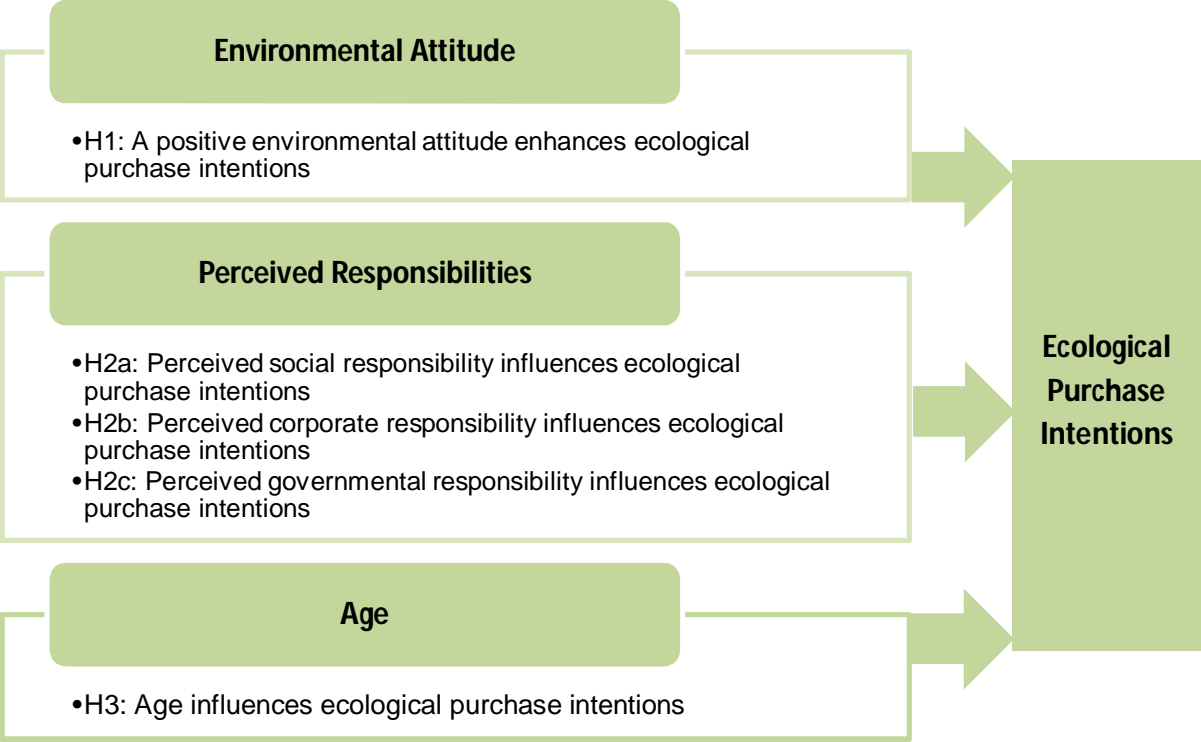 Environmental Attitude
•H1: A positive environmental attitude enhances ecological
purchase intentions
Perceived Responsibilities
•H2a: Perceived social responsibility influences ecological
purchase intentions
•H2b: Perceived corporate responsibility influences ecological
purchase intentions
•H2c: Perceived governmental responsibility influences ecological
purchase intentions
Age
•H3: Age influences ecological purchase intentions
Ecological
Purchase
Intentions